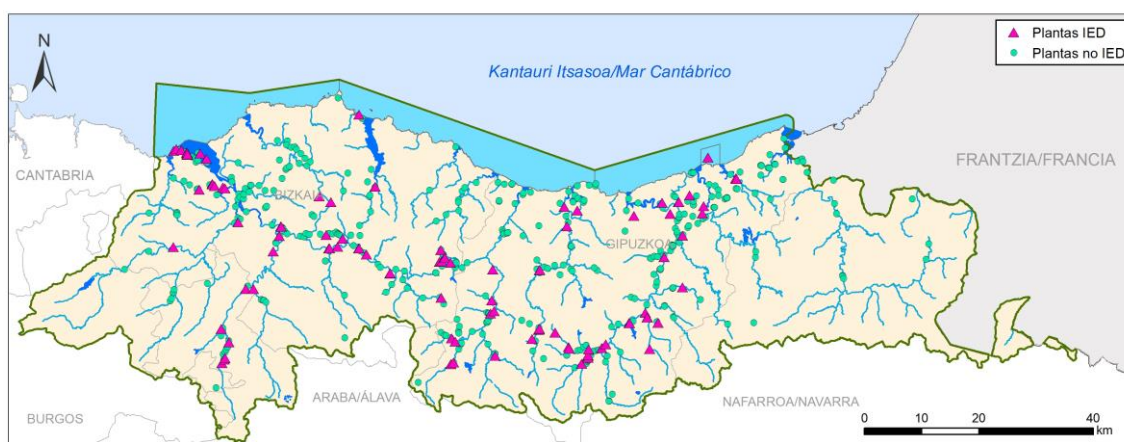 N
Plantas IED
Plantas no IED
Kantauri Itsasoa/Mar Cantábrico
CANTABRIA
FRANTZIA/FRANCIA
BIZKAIA
GIPUZKOA
ARABA/ÁLAVA
NAFARROA/NAVARRA
BURGOS
0 10 20 40
km